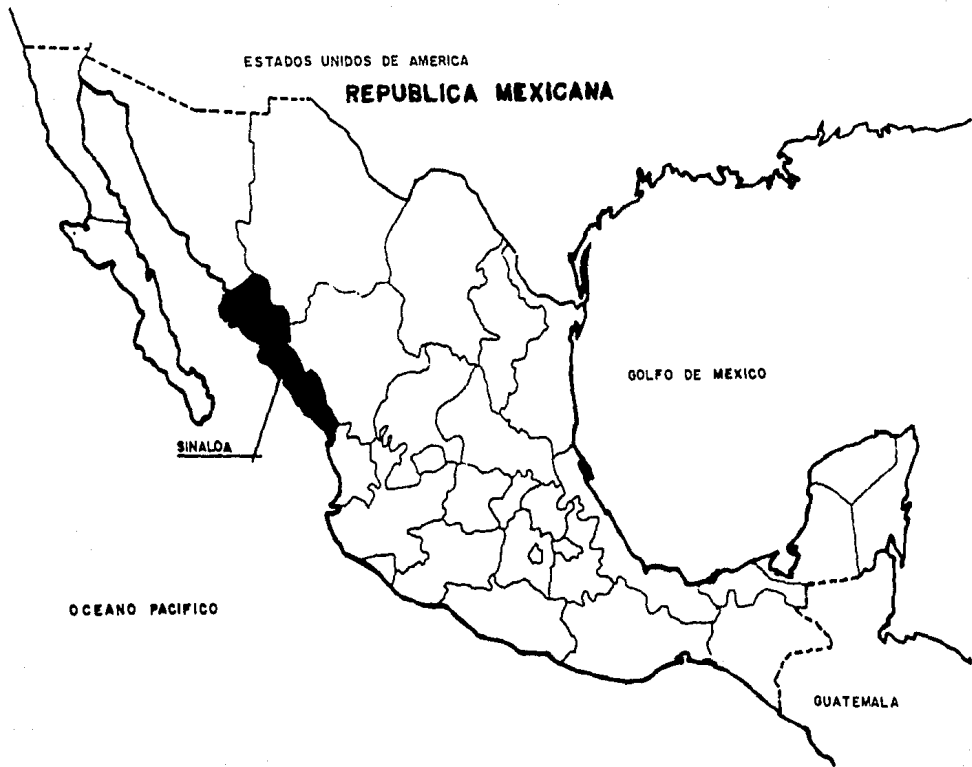 ESTADOS UNIDOS DE AMERICA
REPUBLICA MEXICANA
GOLFO DE MEXICO
SINALOA
OCEANO PACIFICO
GUATEMALA